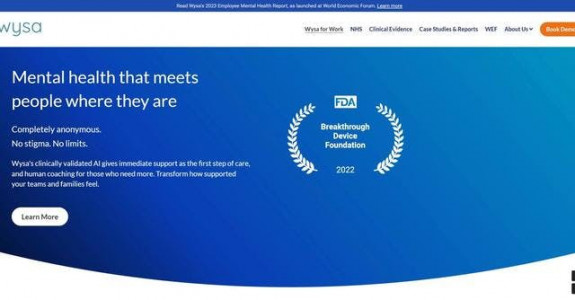 Read Wysa's 2023 Employee Mental Health Report, as launched at World Economic Forum. Learn more
wysa
Wysa for Work NHS Clinical Evidence Case Studies & Reports WEF About Us Book Demo
Mental health that meets
people where they are
Completely anonymous.
No stigma. No limits.
Wysa's clinically validated AI gives immediate support as the first step of care,
and human coaching for those who need more. Transform how supported
your teams and families feel.
Learn More
FDA
Breakthrough
Device
Foundation
2022